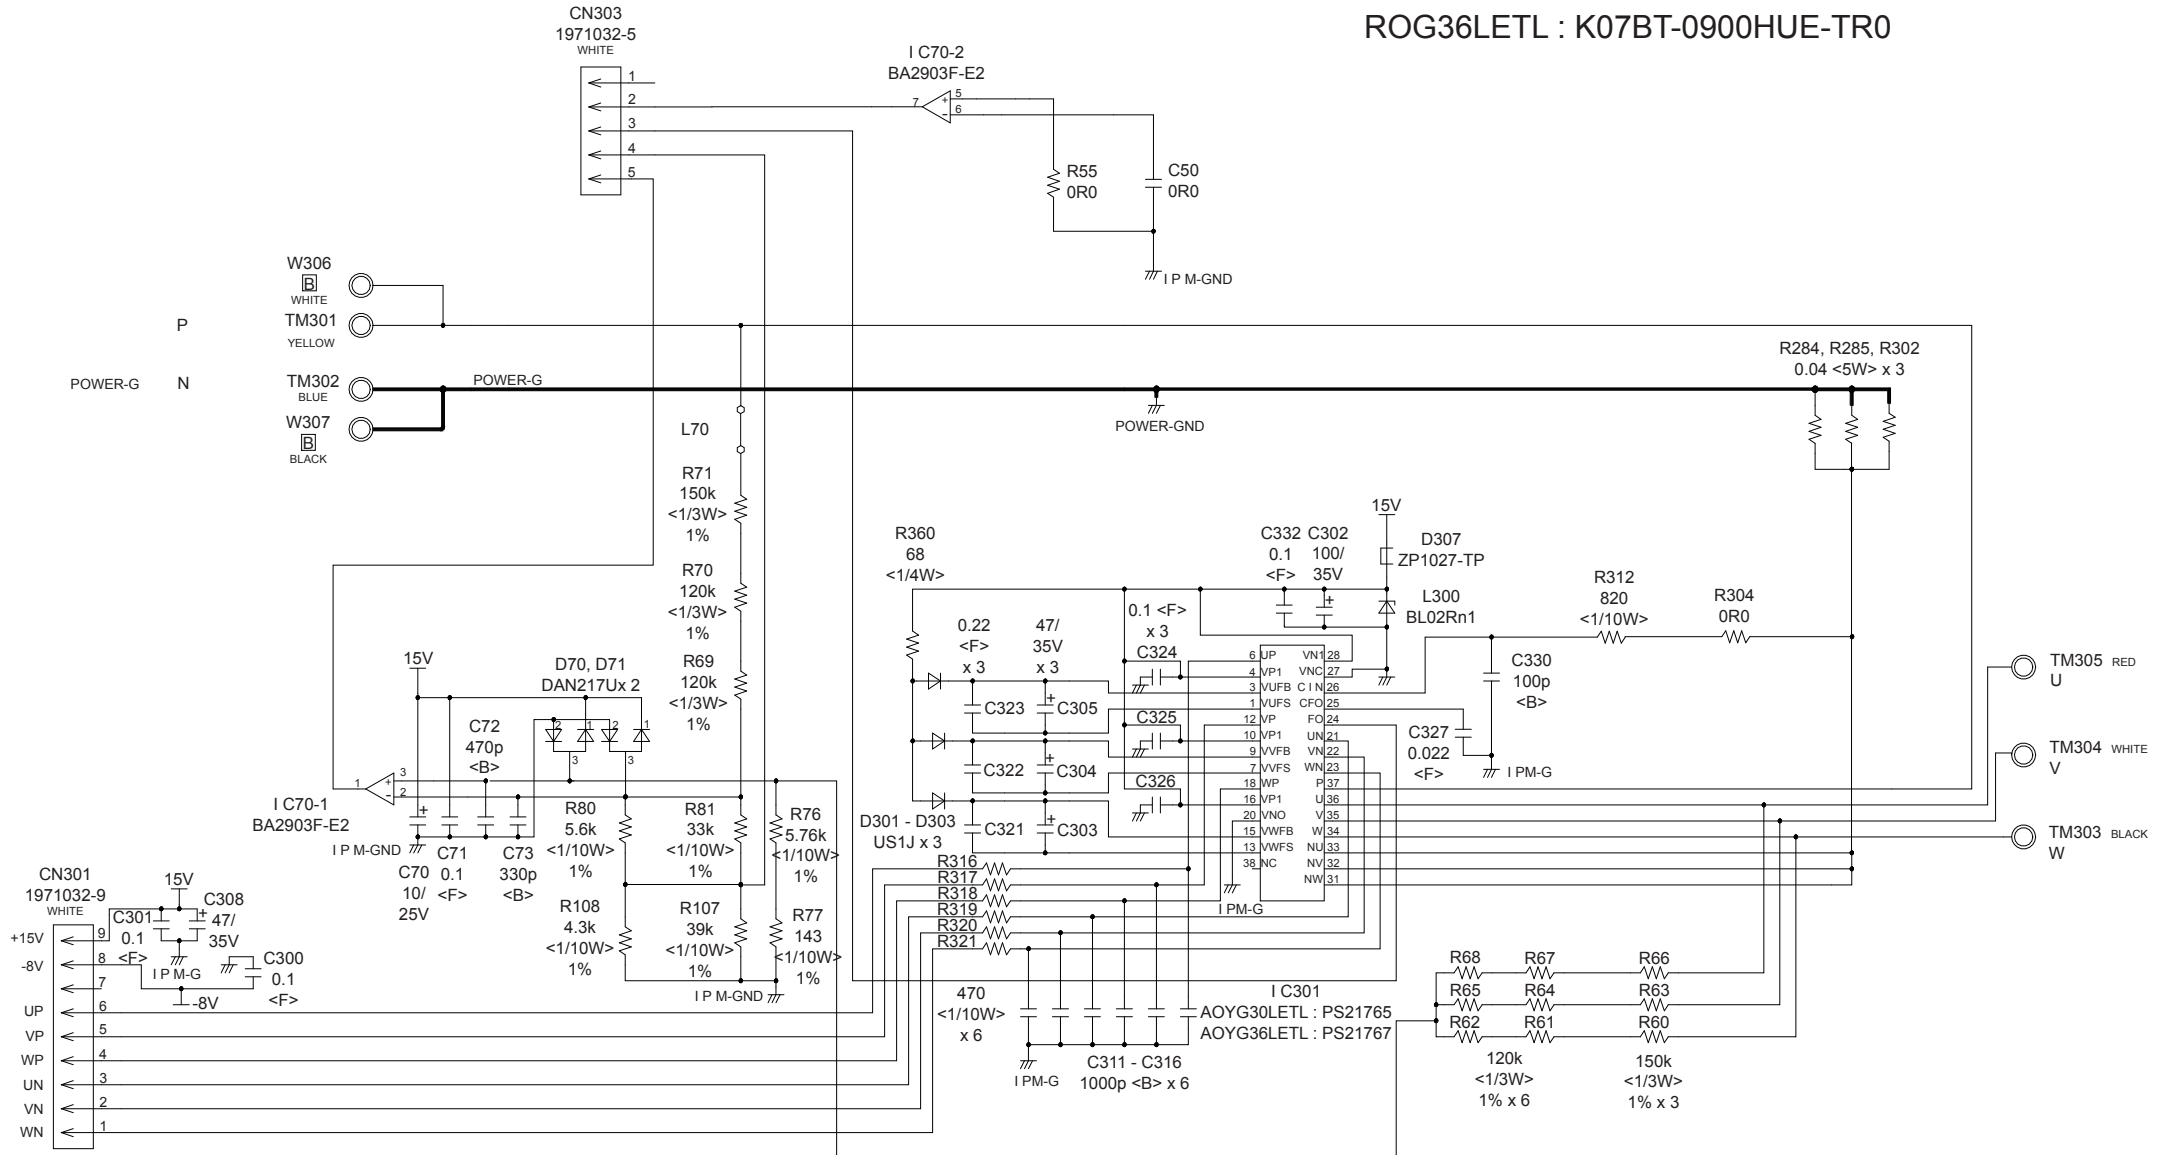 ROG36LETL : K07BT-0900HUE-TR0
CN303
1971032-5
WHITE
1
2
3
4
5
I C70-2
BA2903F-E2
7
+
-
5
6
R55
0R0
C50
0R0
I P M-GND
W306
B
WHITE
P
TM301
YELLOW
POWER-G
N
TM302
BLUE
POWER-G
W307
B
BLACK
POWER-GND
R284, R285, R302
0.04 <5W> x 3
L70
R71
150k
<1/3W>
1%
R70
120k
<1/3W>
1%
R69
120k
<1/3W>
1%
R360
68
<1/4W>
C332
0.1
<F>
C302
100/
35V
+
15V
D307
ZP1027-TP
L300
BL02Rn1
R312
820
<1/10W>
R304
0R0
0.22
<F>
x 3
47/
35V
x 3
0.1 <F>
x 3
C324
C325
C326
C323
+
C305
C322
+
C304
C321
+
C303
D301 - D303
US1J x 3
6 UP
4 VP1
3 VUFB
1 VUFS
12 VP
10 VP1
9 VVFB
7 VVFS
18 WP
16 VP1
20 VNO
15 VWFB
13 VWFS
38 NC
VN1 28
VNC 27
C I N 26
CFO 25
FO 24
UN 21
VN 22
WN 23
P 37
U 36
V 35
W 34
NU 33
NV 32
NW 31
I PM-G
C330
100p
<B>
C327
0.022
<F>
I PM-G
TM305 RED
U
TM304 WHITE
V
TM303 BLACK
W
15V
D70, D71
DAN217Ux 2
2
1
2
1
3
3
C72
470p
<B>
I C70-1
BA2903F-E2
1
+
-
3
2
I P M-GND
+
C70
10/
25V
C71
0.1
<F>
C73
330p
<B>
R80
5.6k
<1/10W>
1%
R81
33k
<1/10W>
1%
R76
5.76k
<1/10W>
1%
R108
4.3k
<1/10W>
1%
R107
39k
<1/10W>
1%
R77
143
<1/10W>
1%
I P M-GND
CN301
1971032-9
WHITE
15V
C301
0.1
<F>
+
C308
47/
35V
I P M-G
C300
0.1
<F>
-8V
+15V 9
-8V 8
7
UP 6
VP 5
WP 4
UN 3
VN 2
WN 1
R316
R317
R318
R319
R320
R321
470
<1/10W>
x 6
I PM-G
C311 - C316
1000p <B> x 6
I C301
AOYG30LETL : PS21765
AOYG36LETL : PS21767
R68 R67 R66
R65 R64 R63
R62 R61 R60
120k
<1/3W>
1% x 6
150k
<1/3W>
1% x 3